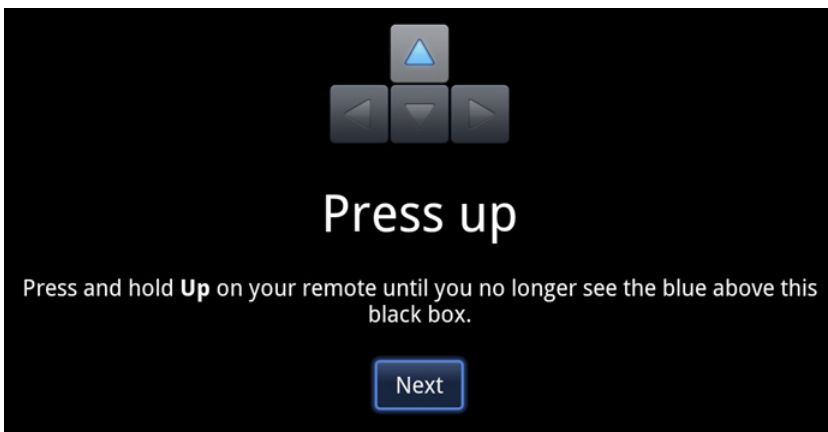 Press up
Press and hold Up on your remote until you no longer see the blue above this
black box.
Next